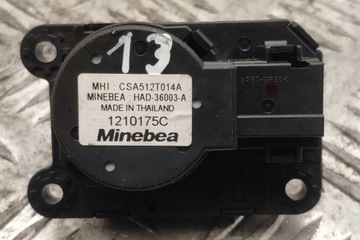 13
MHI : CSA512T014A
MINEBEA : HAD-36003-A
MADE IN THAILAND
1210175C
Minebea